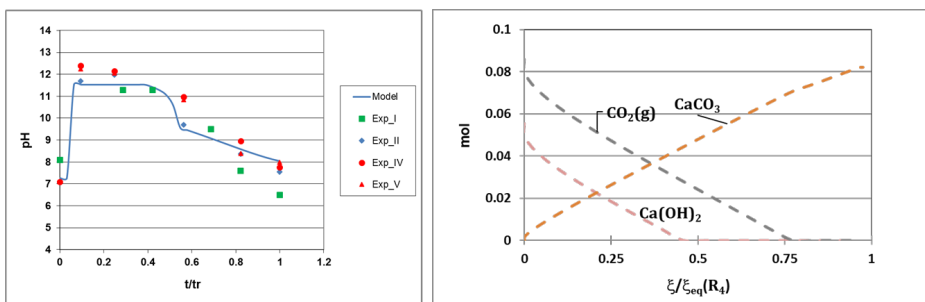 14
13
12
11
10
9
8
7
6
5
4
pH
0
0.2
0.4
0.6
0.8
1
1.2
t/tr
Model
Exp_I
Exp_II
Exp_IV
Exp_V
0.1
0.08
0.06
0.04
0.02
0
mol
CO₂(g)
CaCO₃
Ca(OH)₂
0
0.25
0.5
0.75
1
ξ/ξeq(R₄)